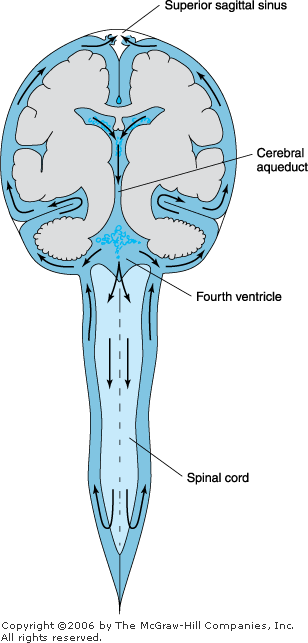 Superior sagittal sinus
Cerebral
aqueduct
Fourth ventricle
Spinal cord
Copyright ©2006 by The McGraw-Hill Companies, Inc.
All rights reserved.